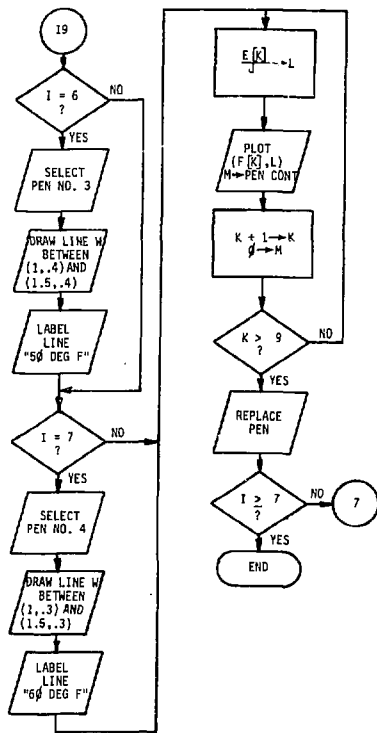 19
I = 6
?
NO
YES
SELECT
PEN NO. 3
DRAW LINE W
BETWEEN
(1,.4) AND
(1.5,.4)
LABEL
LINE
"5Ø DEG F"
I = 7
?
NO
YES
SELECT
PEN NO. 4
DRAW LINE W
BETWEEN
(1,.3) AND
(1.5,.3)
LABEL
LINE
"6Ø DEG F"
E[K]
J → L
PLOT
(F[K],L)
M→PEN CONT
K + 1→K
Ø→M
K > 9
?
NO
YES
REPLACE
PEN
I ≥ 7
?
NO
7
YES
END